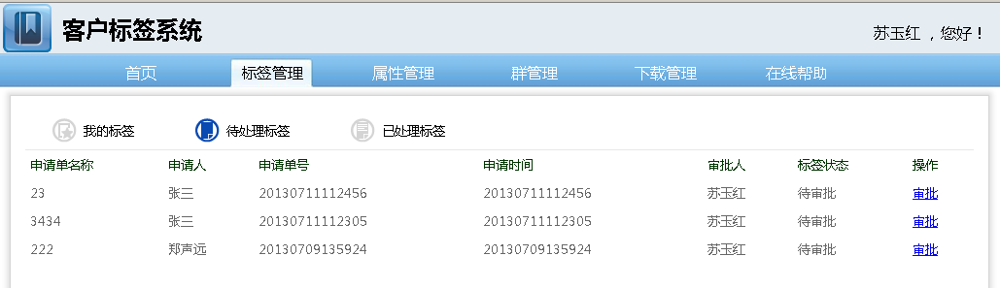 客户标签系统
苏玉红 ，您好！
首页 标签管理 属性管理 群管理 下载管理 在线帮助
我的标签 待处理标签 已处理标签
申请单名称 申请人 申请单号 申请时间 审批人 标签状态 操作
23 张三 20130711112456 20130711112456 苏玉红 待审批 审批
3434 张三 20130711112305 20130711112305 苏玉红 待审批 审批
222 郑声远 20130709135924 20130709135924 苏玉红 待审批 审批